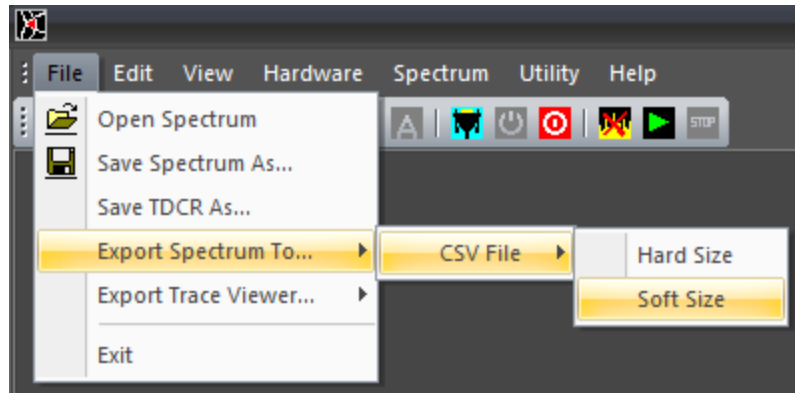 File Edit View Hardware Spectrum Utility Help
Open Spectrum
A
STOP
Save Spectrum As...
Save TDCR As...
Export Spectrum To...
CSV File
Hard Size
Export Trace Viewer...
Soft Size
Exit